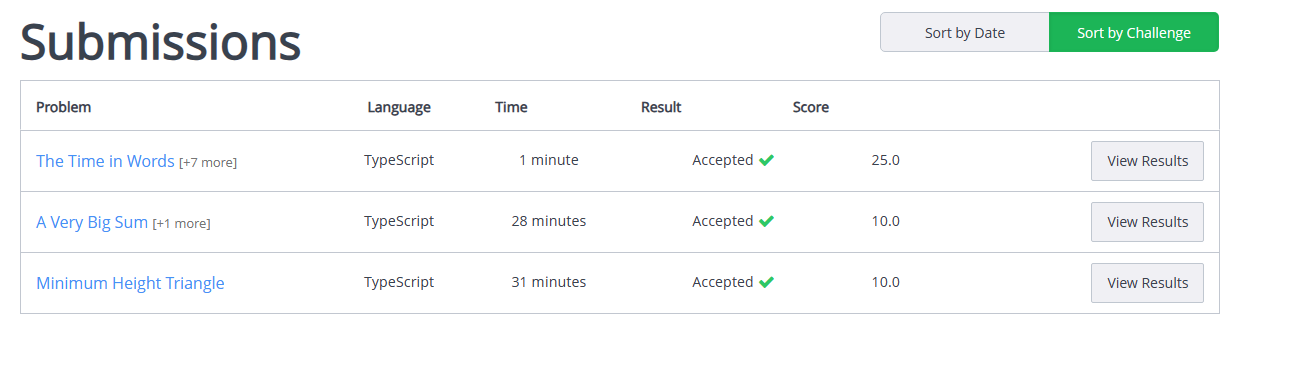 Submissions
Sort by Date Sort by Challenge
Problem Language Time Result Score
The Time in Words [+7 more] TypeScript 1 minute Accepted 25.0 View Results
A Very Big Sum [+1 more] TypeScript 28 minutes Accepted 10.0 View Results
Minimum Height Triangle TypeScript 31 minutes Accepted 10.0 View Results